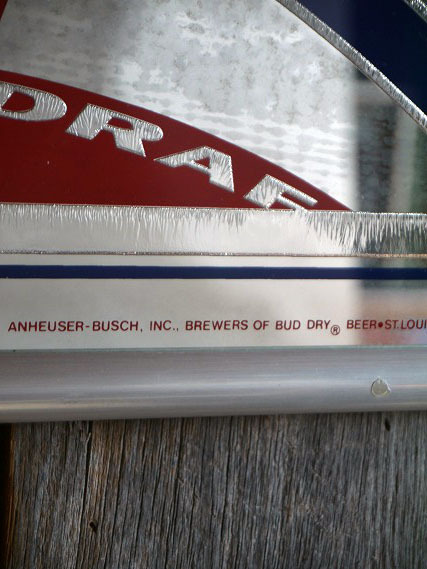 DRAF
ANHEUSER-BUSCH, INC., BREWERS OF BUD DRY® BEER•ST.LOUI